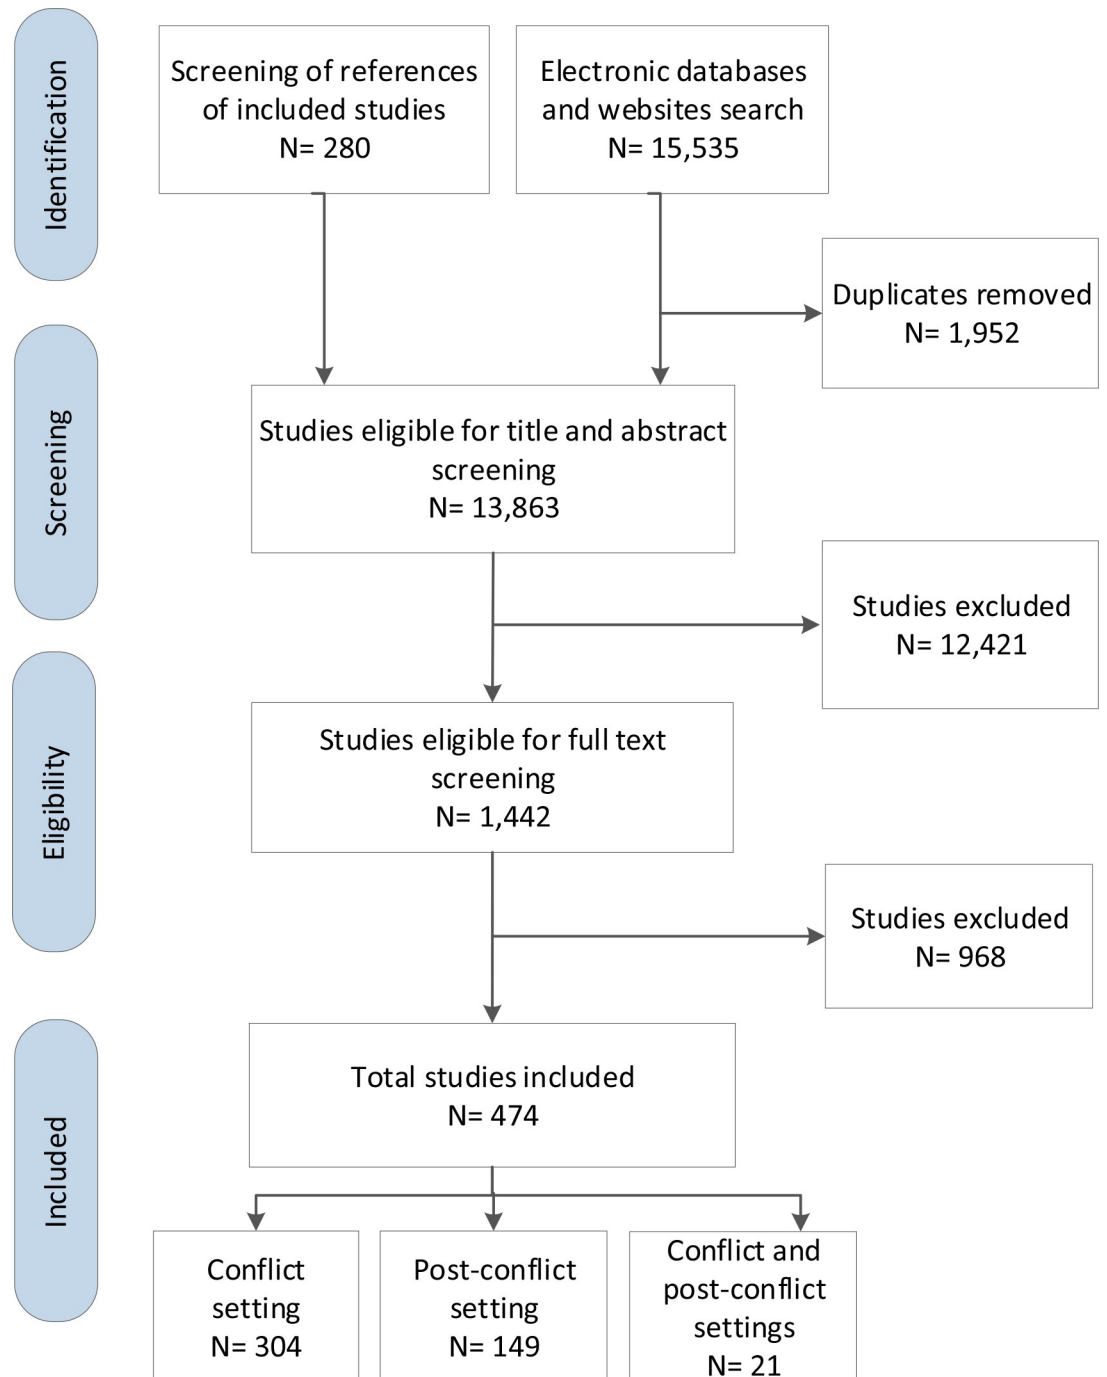 Identification
Screening of references
of included studies
N= 280
Electronic databases
and websites search
N= 15,535
Duplicates removed
N= 1,952
Screening
Studies eligible for title and abstract
screening
N= 13,863
Studies excluded
N= 12,421
Eligibility
Studies eligible for full text
screening
N= 1,442
Studies excluded
N= 968
Included
Total studies included
N= 474
Conflict
setting
N= 304
Post-conflict
setting
N= 149
Conflict and
post-conflict
settings
N= 21